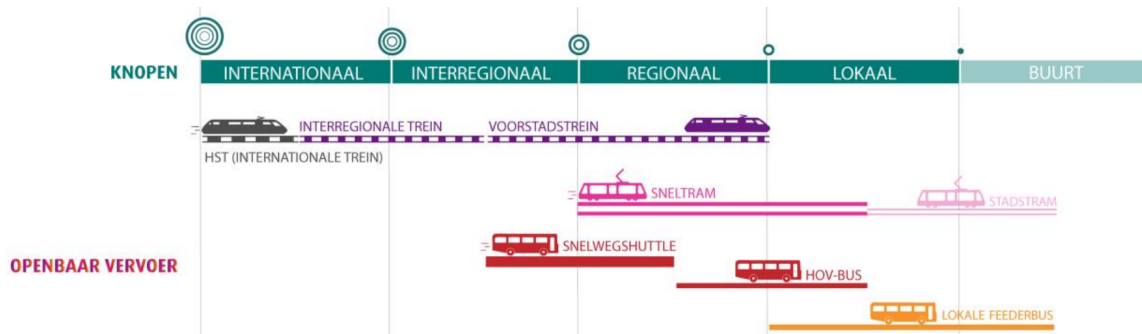 KNOPEN
INTERNATIONAAL
INTERREGIONAAL
REGIONAAL
LOKAAL
BUURT
INTERREGIONALE TREIN
VOORSTADSTREIN
HST (INTERNATIONALE TREIN)
SNELTRAM
STADSTRAM
OPENBAAR VERVOER
SNELWEGSHUTTLE
HOV-BUS
LOKALE FEEDERBUS